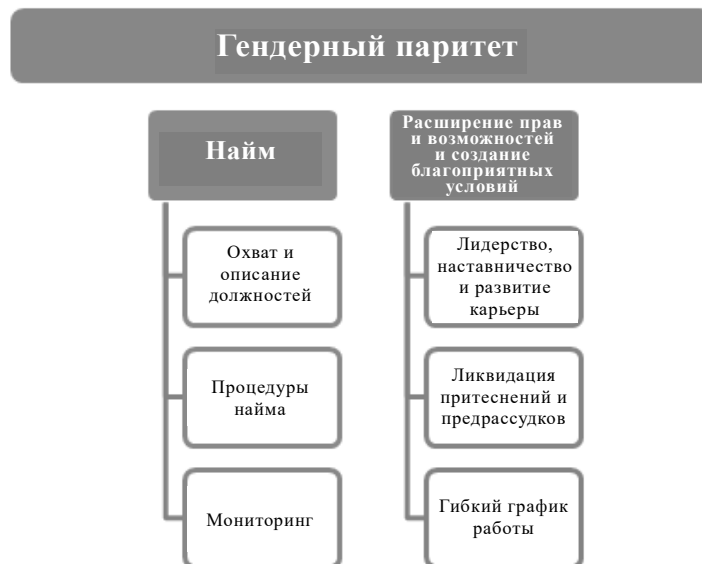 Гендерный паритет
Найм
Охват и
описание
должностей
Процедуры
найма
Мониторинг
Расширение прав
и возможностей
и создание
благоприятных
условий
Лидерство,
наставничество
и развитие
карьеры
Ликвидация
притеснений и
предрассудков
Гибкий график
работы